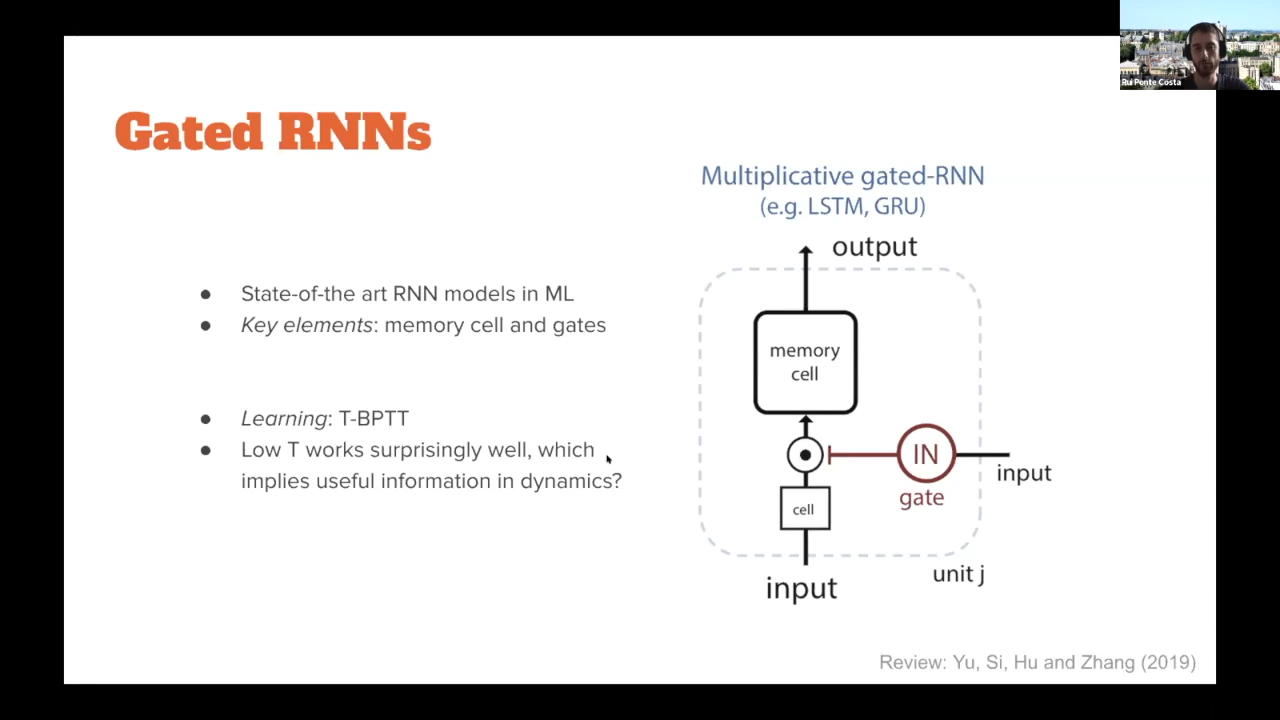 Rui Ponte Costa
Gated RNNs
● State-of-the art RNN models in ML
● Key elements: memory cell and gates
● Learning: T-BPTT
● Low T works surprisingly well, which
implies useful information in dynamics?
Multiplicative gated-RNN
(e.g. LSTM, GRU)
output
memory
cell
IN
input
gate
cell
unit j
input
Review: Yu, Si, Hu and Zhang (2019)